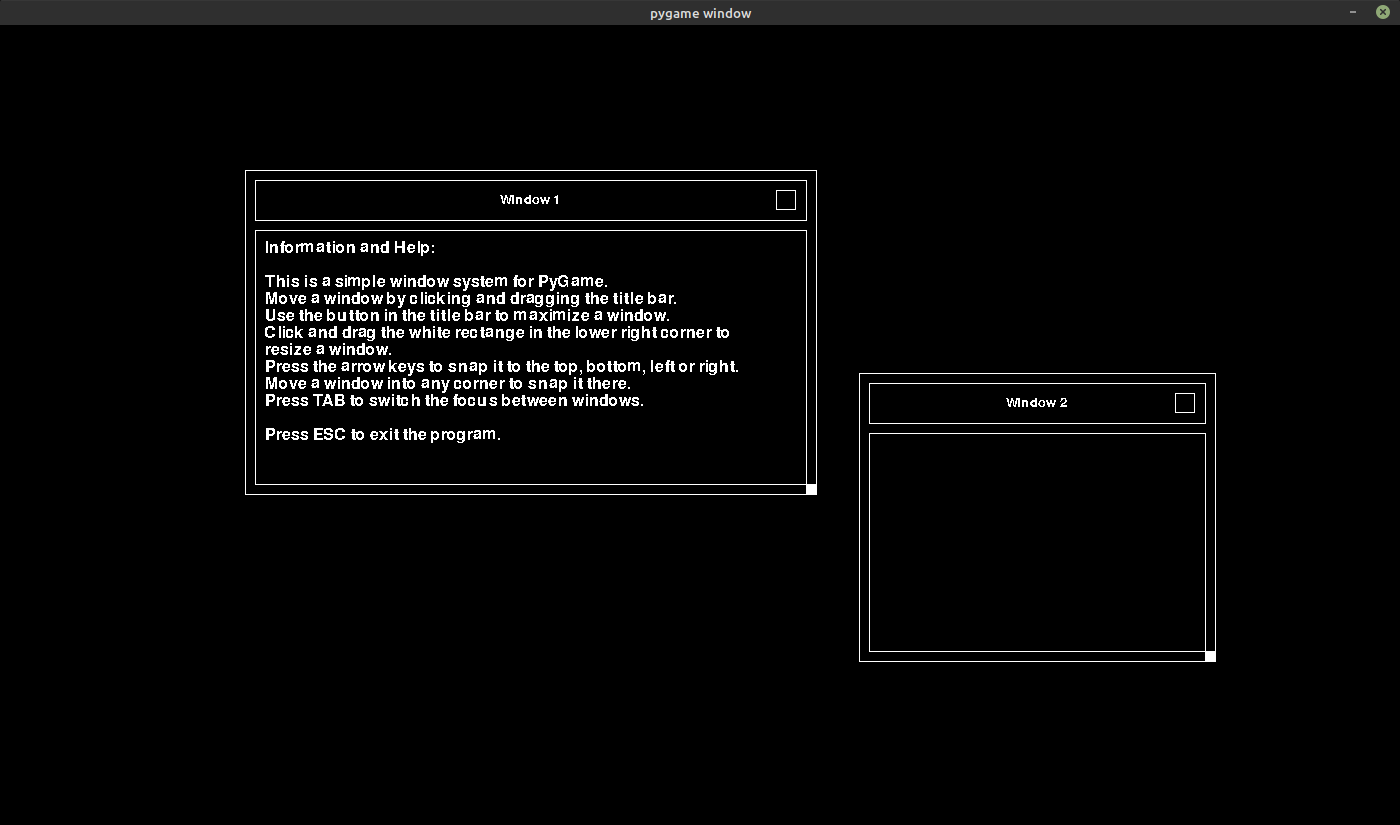 pygame window
Window 1
Information and Help:
This is a simple window system for PyGame.
Move a window by clicking and dragging the title bar.
Use the button in the title bar to maximize a window.
Click and drag the white rectange in the lower right corner to
resize a window.
Press the arrow keys to snap it to the top, bottom, left or right.
Move a window into any corner to snap it there.
Press TAB to switch the focus between windows.
Press ESC to exit the program.
Window 2